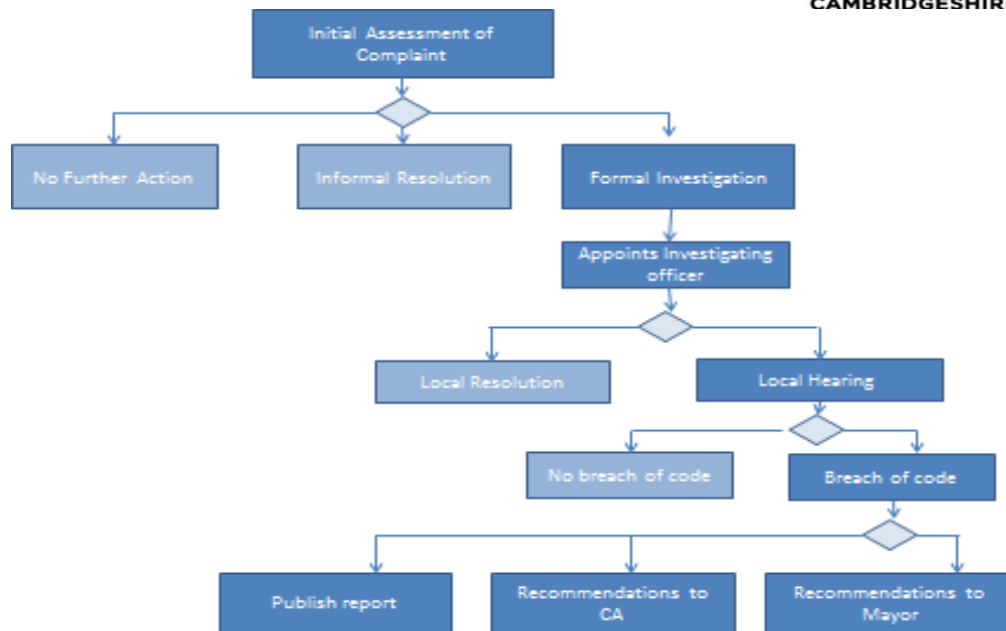 CAMBRIDGESHIRE
Initial Assessment of
Complaint
No Further Action
Informal Resolution
Formal Investigation
Appoints Investigating
officer
Local Resolution
Local Hearing
No breach of code
Breach of code
Publish report
Recommendations to
CA
Recommendations to
Mayor